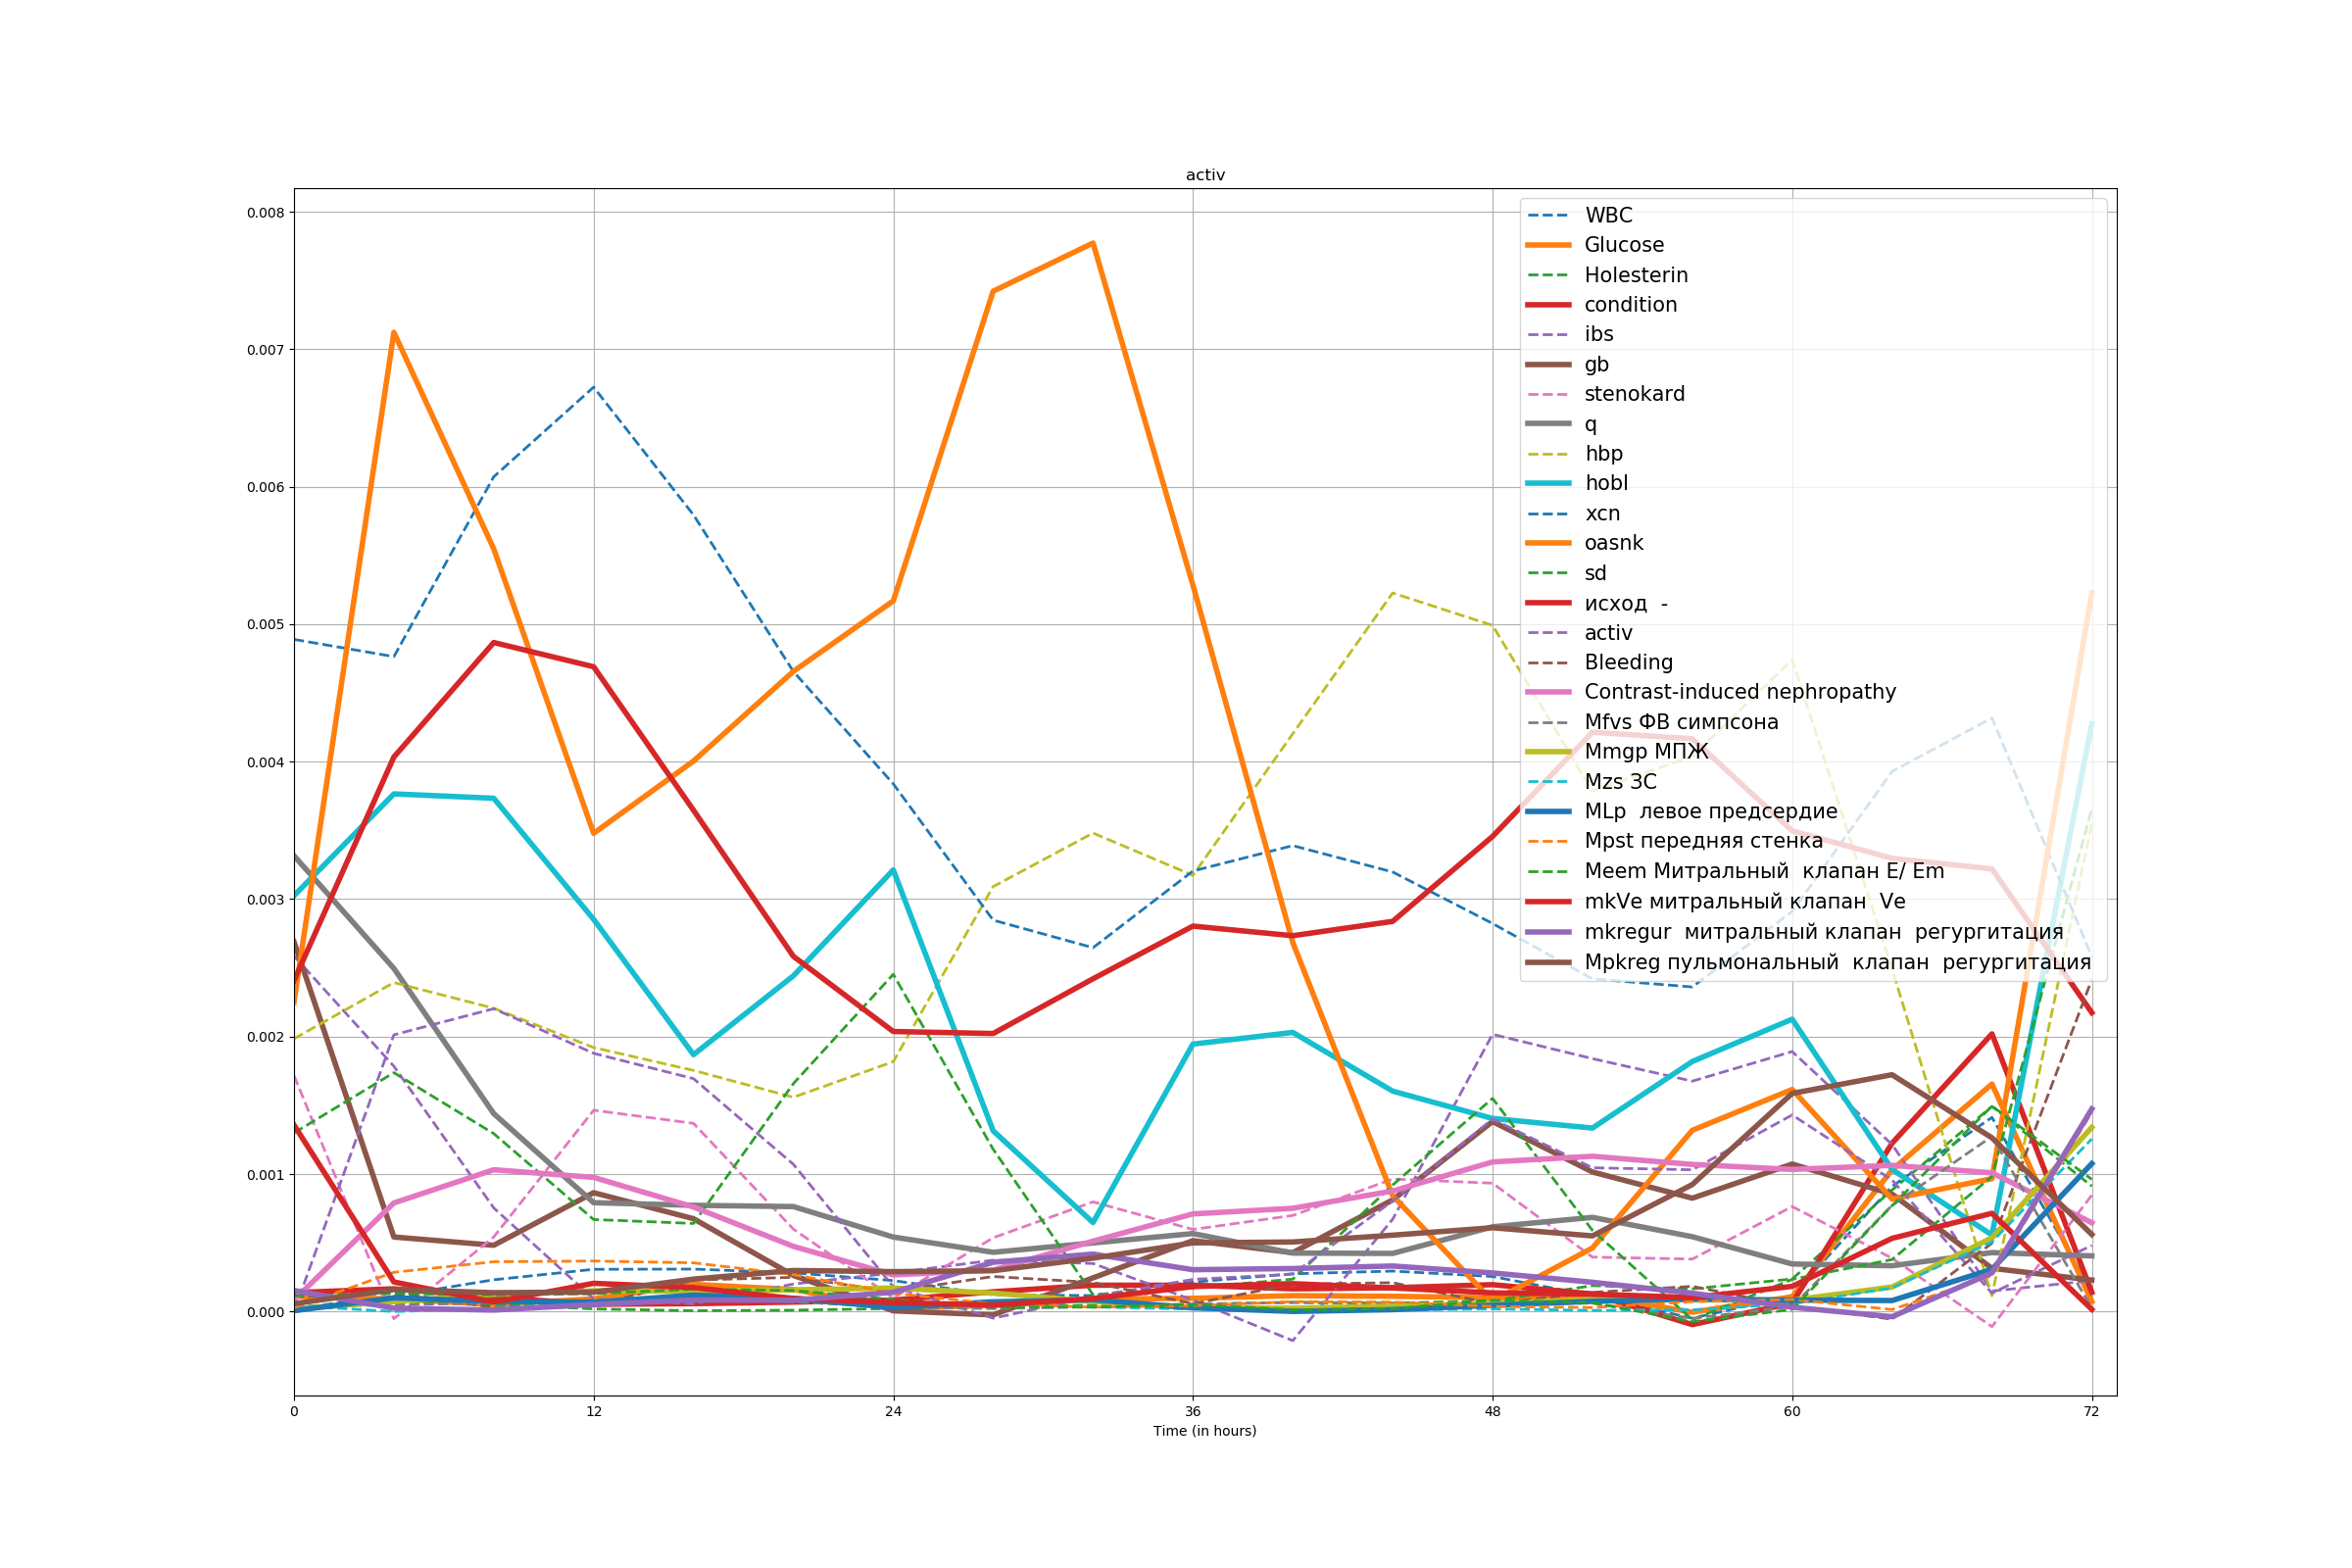 activ
0.008
0.007
0.006
0.005
0.004
0.003
0.002
0.001
0.000
WBC
Glucose
Holesterin
condition
ibs
gb
stenokard
q
hbp
hobl
xcn
oasnk
sd
исход  -
activ
Bleeding
Contrast-induced nephropathy
Mfvs ФВ симпсона
Mmgp МПЖ
Mzs ЗС
MLp  левое предсердие
Mpst передняя стенка
Meem Митральный  клапан E/ Em
mkVe митральный клапан  Ve
mkregur  митральный клапан  регургитация
Mpkreg пульмональный  клапан  регургитация
0 12 24 36 48 60 72
Time (in hours)